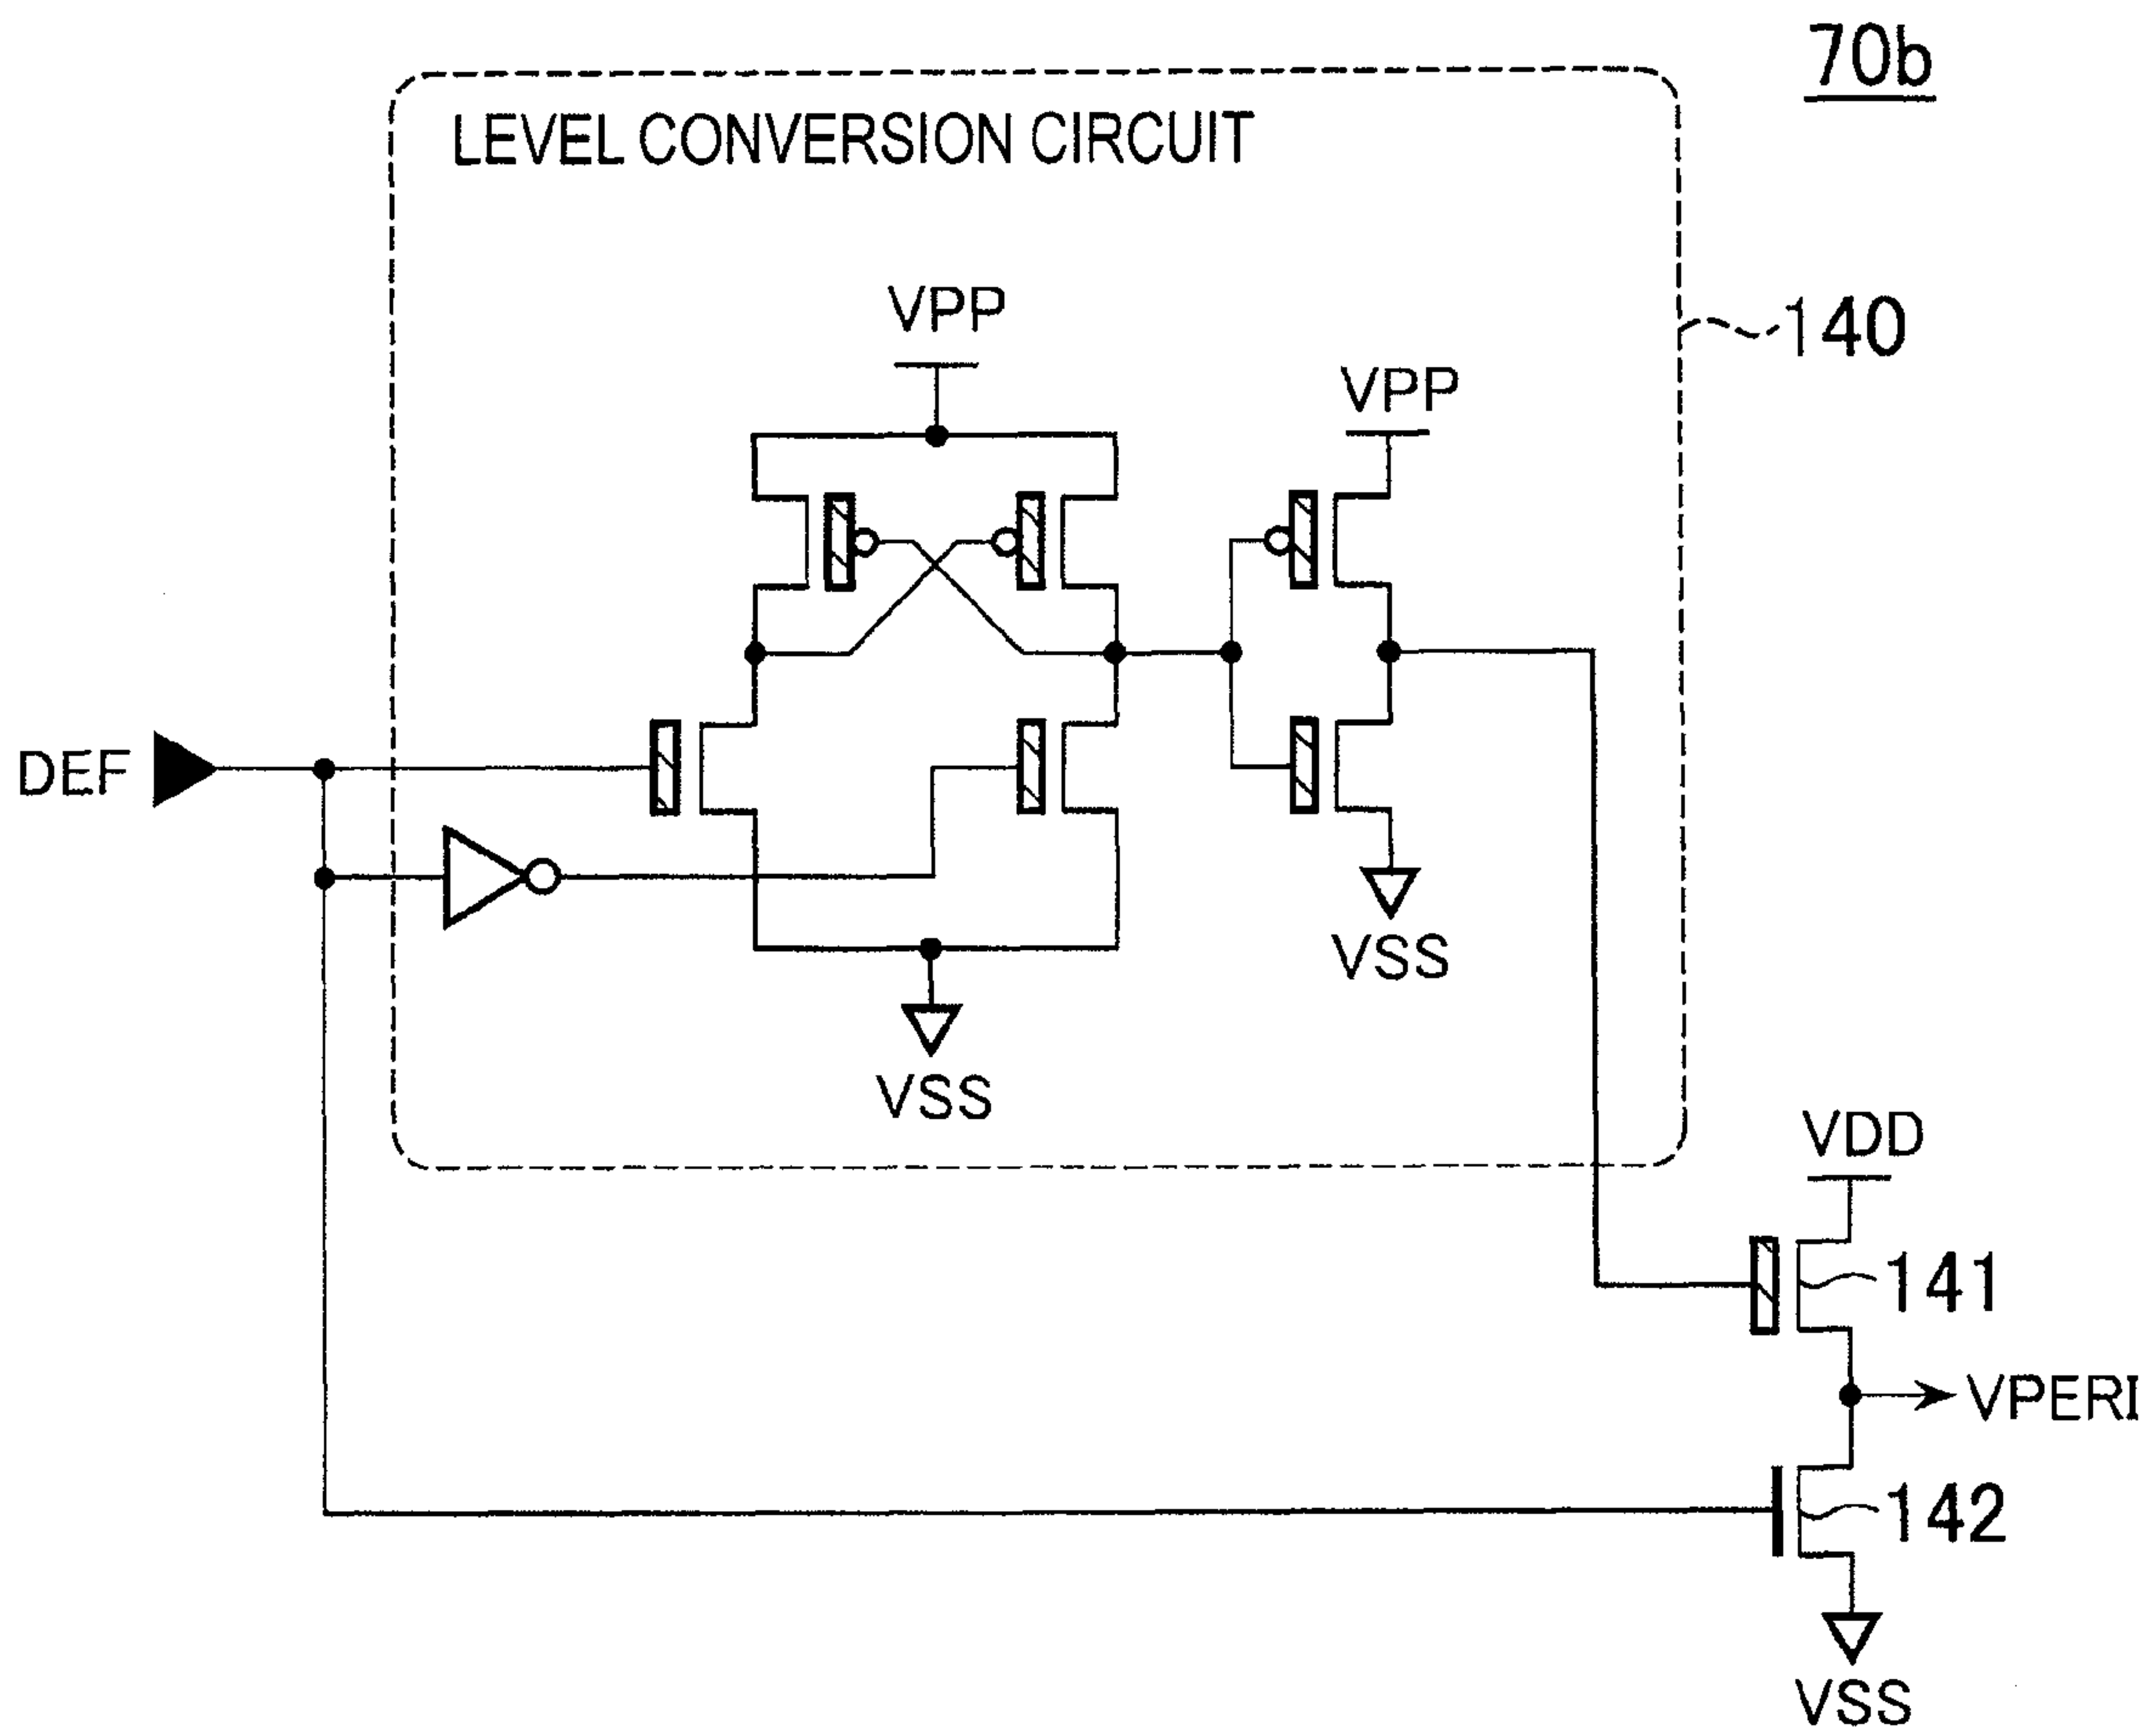 70b
LEVEL CONVERSION CIRCUIT
VPP
140
VPP
DEF
VSS
VSS
VDD
141
VPERI
142
VSS